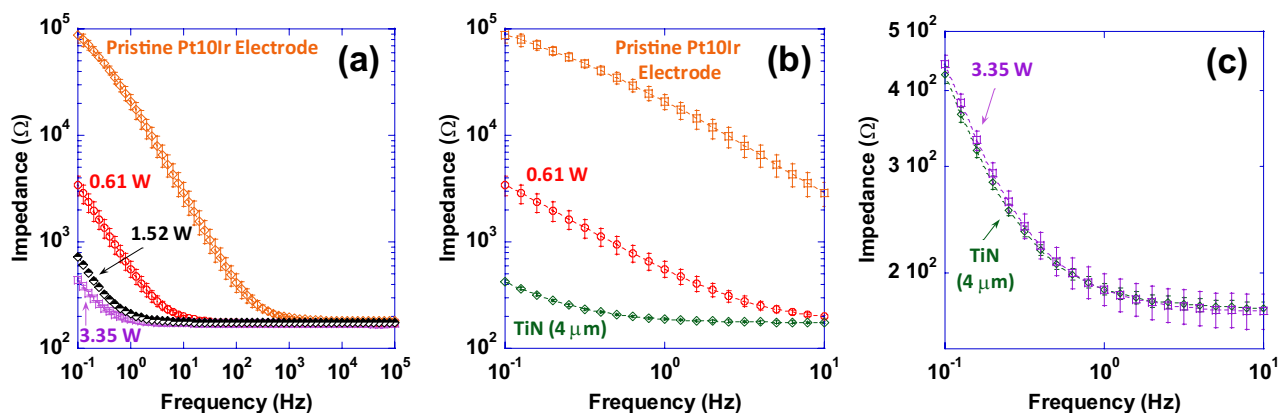 (a)
Pristine Pt10Ir Electrode
0.61 W
1.52 W
3.35 W
Impedance (Ω)
10^5
10^4
10^3
10^2
10^-1 10^0 10^1 10^2 10^3 10^4 10^5
Frequency (Hz)
(b)
Pristine Pt10Ir
Electrode
0.61 W
TiN (4 μm)
Impedance (Ω)
10^5
10^4
10^3
10^2
10^-1 10^0 10^1
Frequency (Hz)
(c)
3.35 W
TiN
(4 μm)
Impedance (Ω)
5 10^2
4 10^2
3 10^2
2 10^2
10^-1 10^0 10^1
Frequency (Hz)